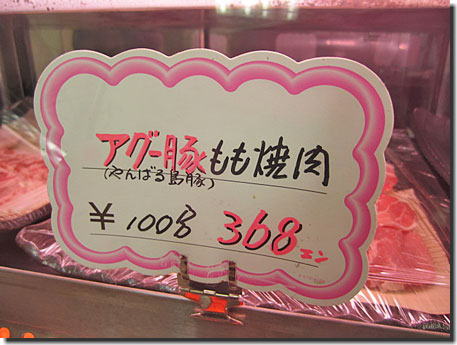 アグー豚もも焼肉
(やんばる島豚)
¥100g 368エン